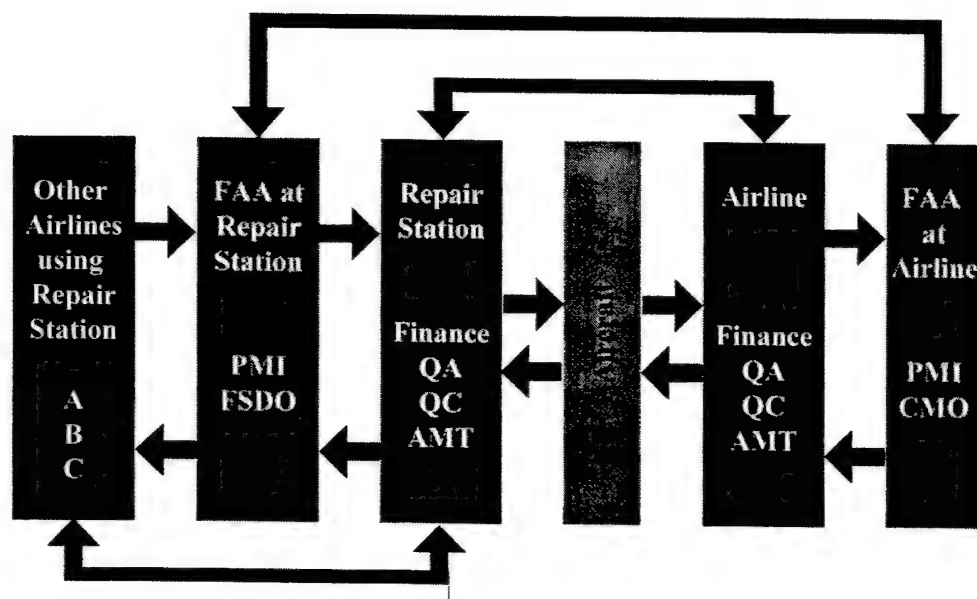 Other
Airlines
using
Repair
Station
A
B
C
FAA at
Repair
Station
PMI
FSDO
Repair
Station
Finance
QA
QC
AMT
Aircraft
Airline
Finance
QA
QC
AMT
FAA
at
Airline
PMI
CMO